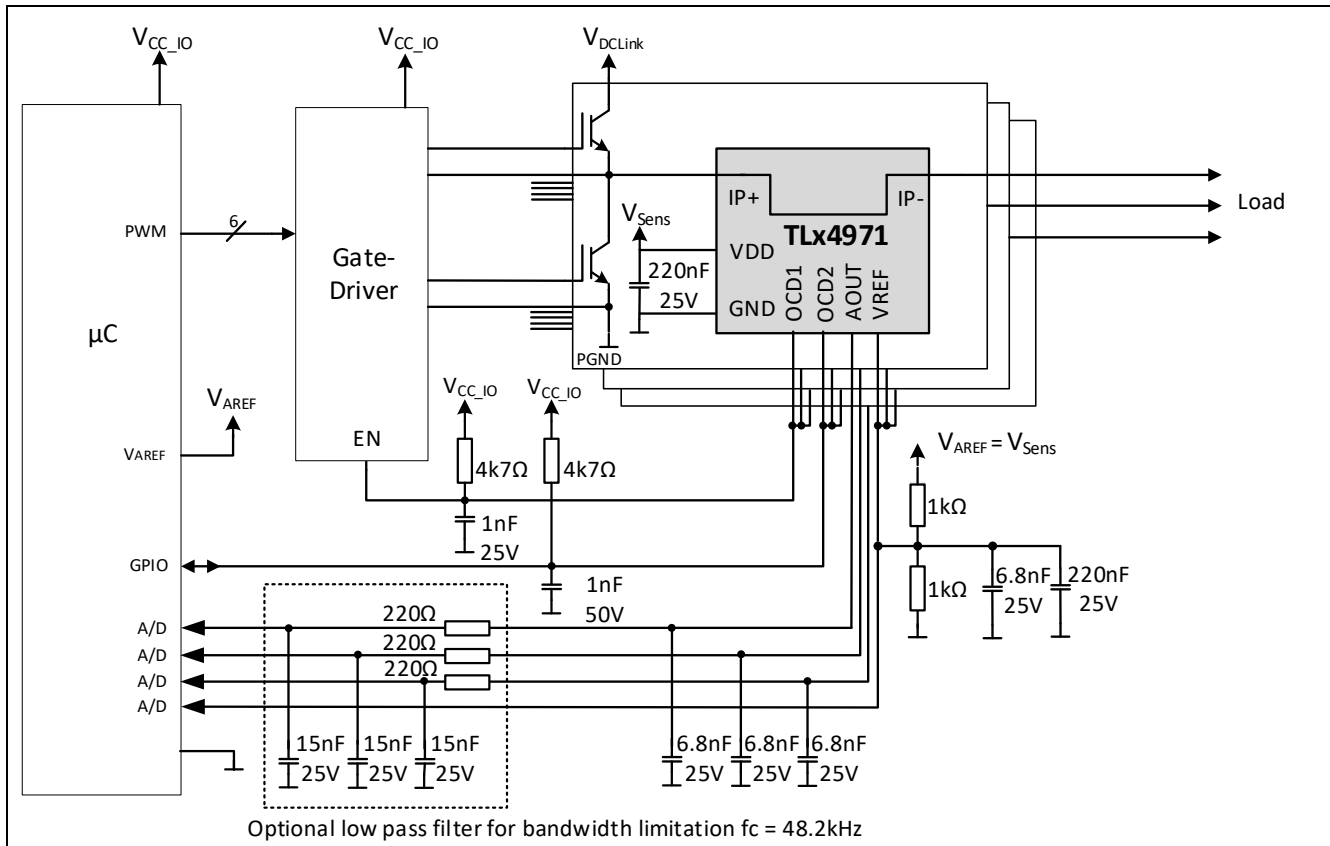 VCC_IO
VCC_IO
VDCLink
PWM
6
Gate-
Driver
µC
VSens
220nF
25V
IP+
IP-
TLx4971
VDD
GND
OCD1
OCD2
AOUT
VREF
PGND
Load
VAREF
VAREF
EN
VCC_IO
VCC_IO
4k7Ω
4k7Ω
1nF
25V
GPIO
1nF
50V
VAREF = VSens
1kΩ
1kΩ
6.8nF
25V
220nF
25V
A/D
220Ω
A/D
220Ω
A/D
220Ω
A/D
15nF
25V
15nF
25V
15nF
25V
6.8nF
25V
6.8nF
25V
6.8nF
25V
Optional low pass filter for bandwidth limitation fc = 48.2kHz